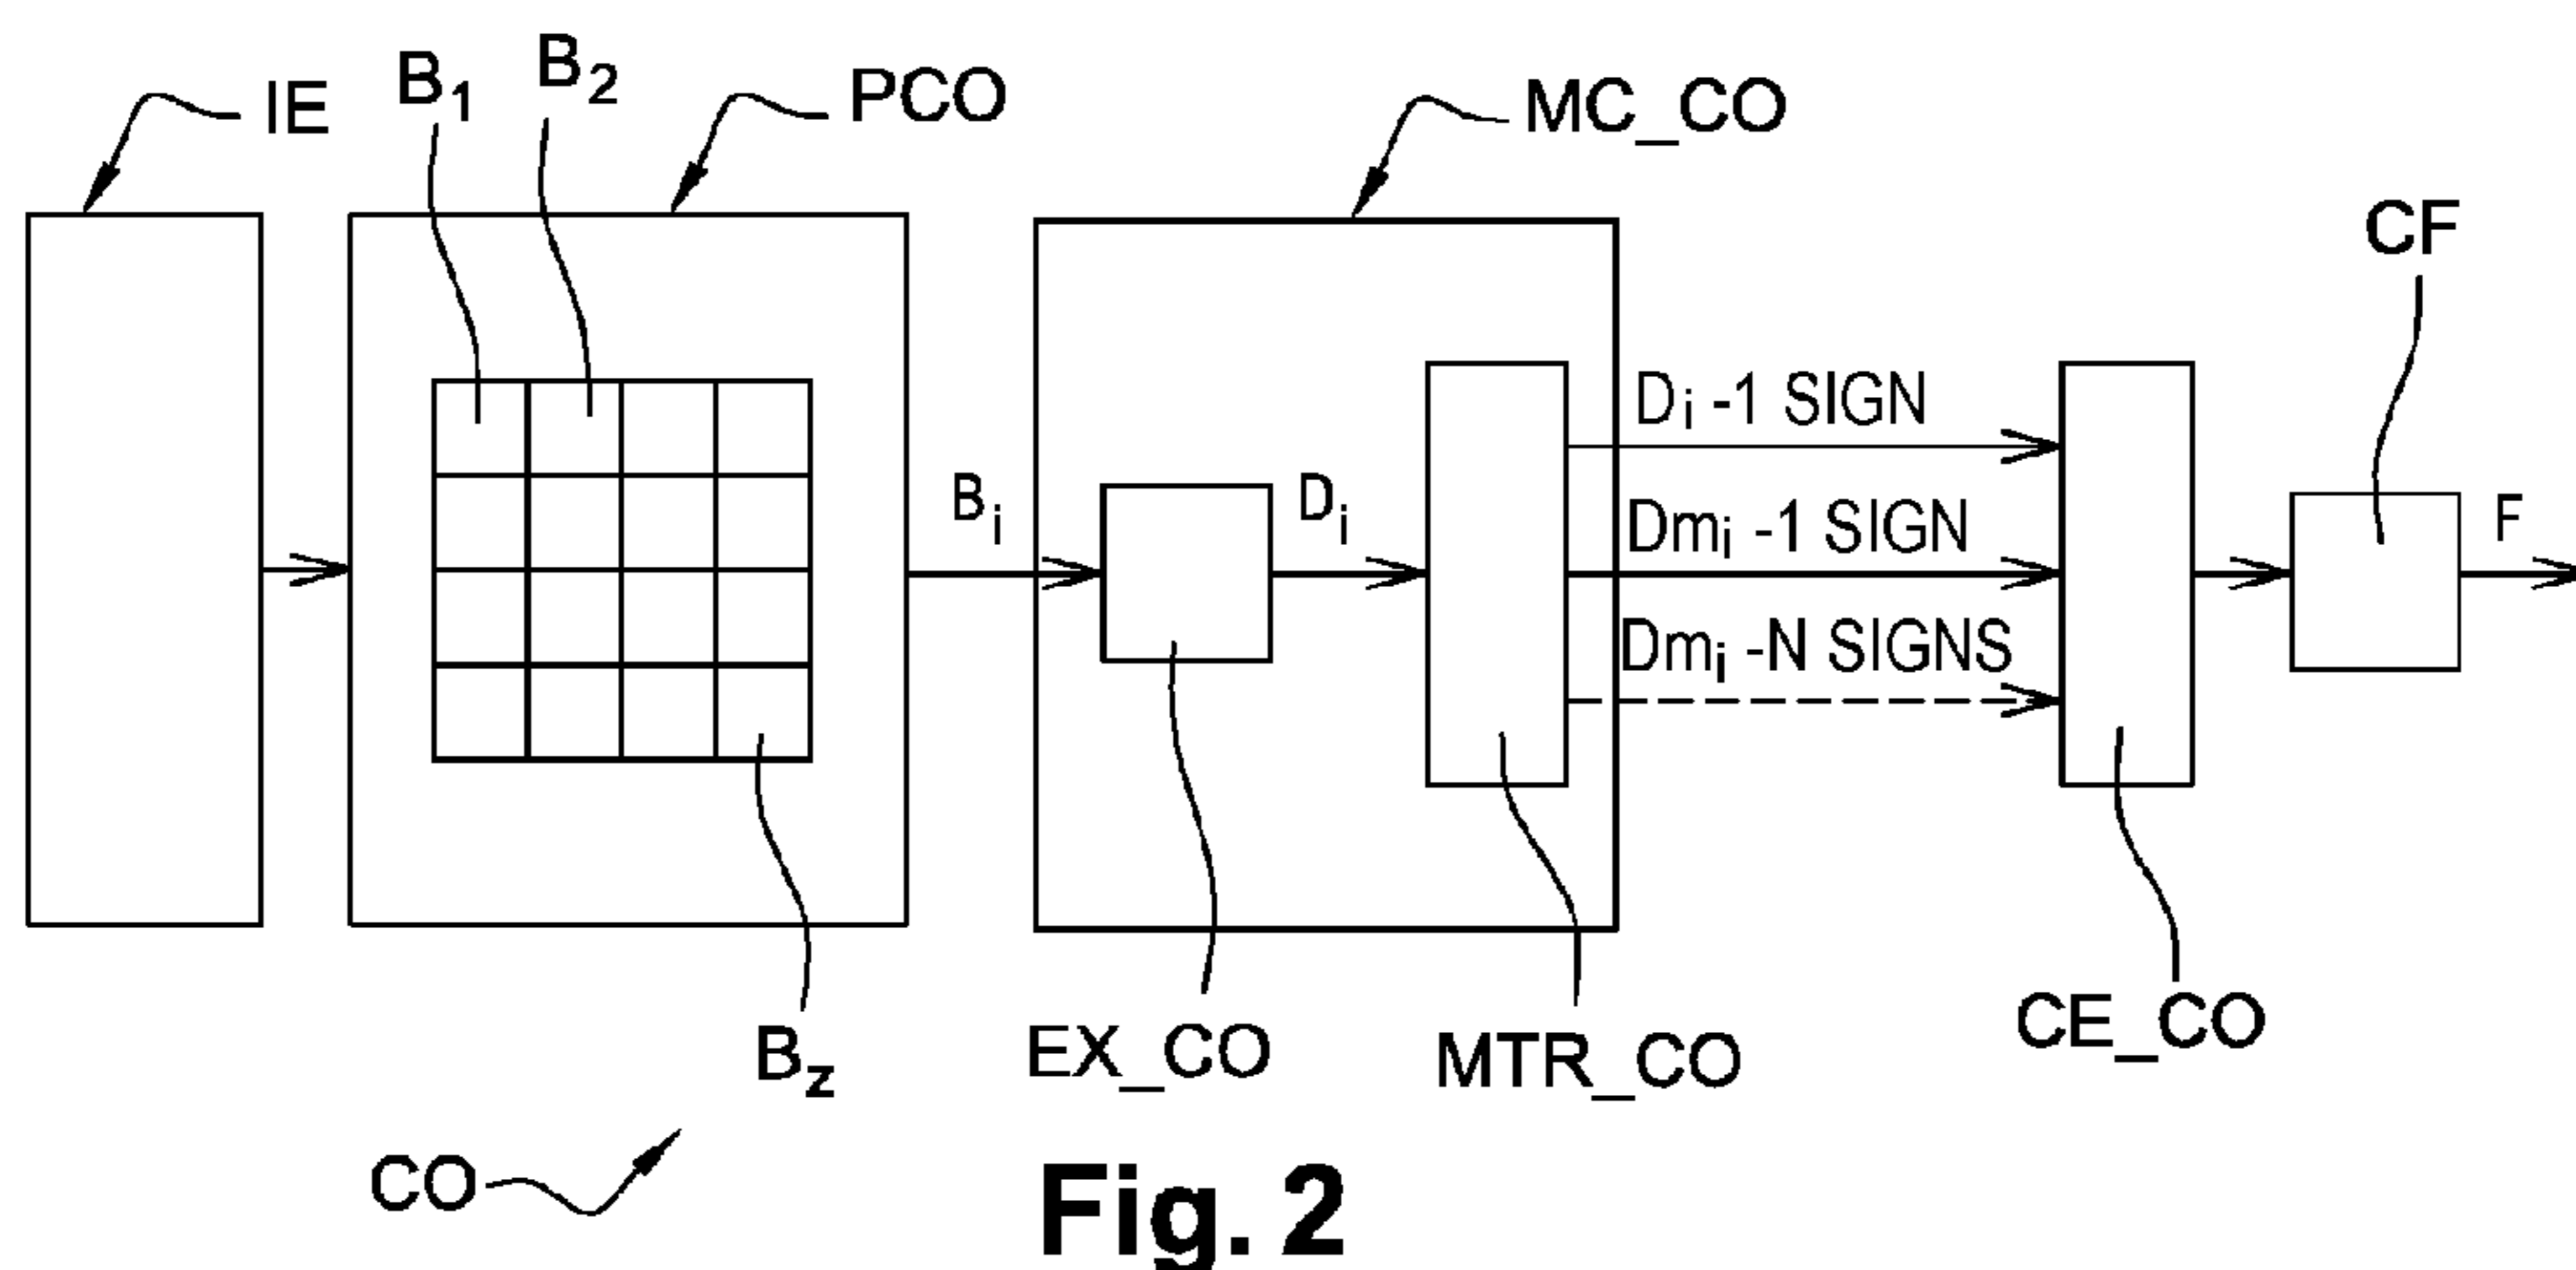 IE
B1
B2
PCO
MC_CO
CF
Di -1 SIGN
Bi
Di
Dmi -1 SIGN
F
Dmi -N SIGNS
Bz
EX_CO
MTR_CO
CE_CO
CO
Fig. 2